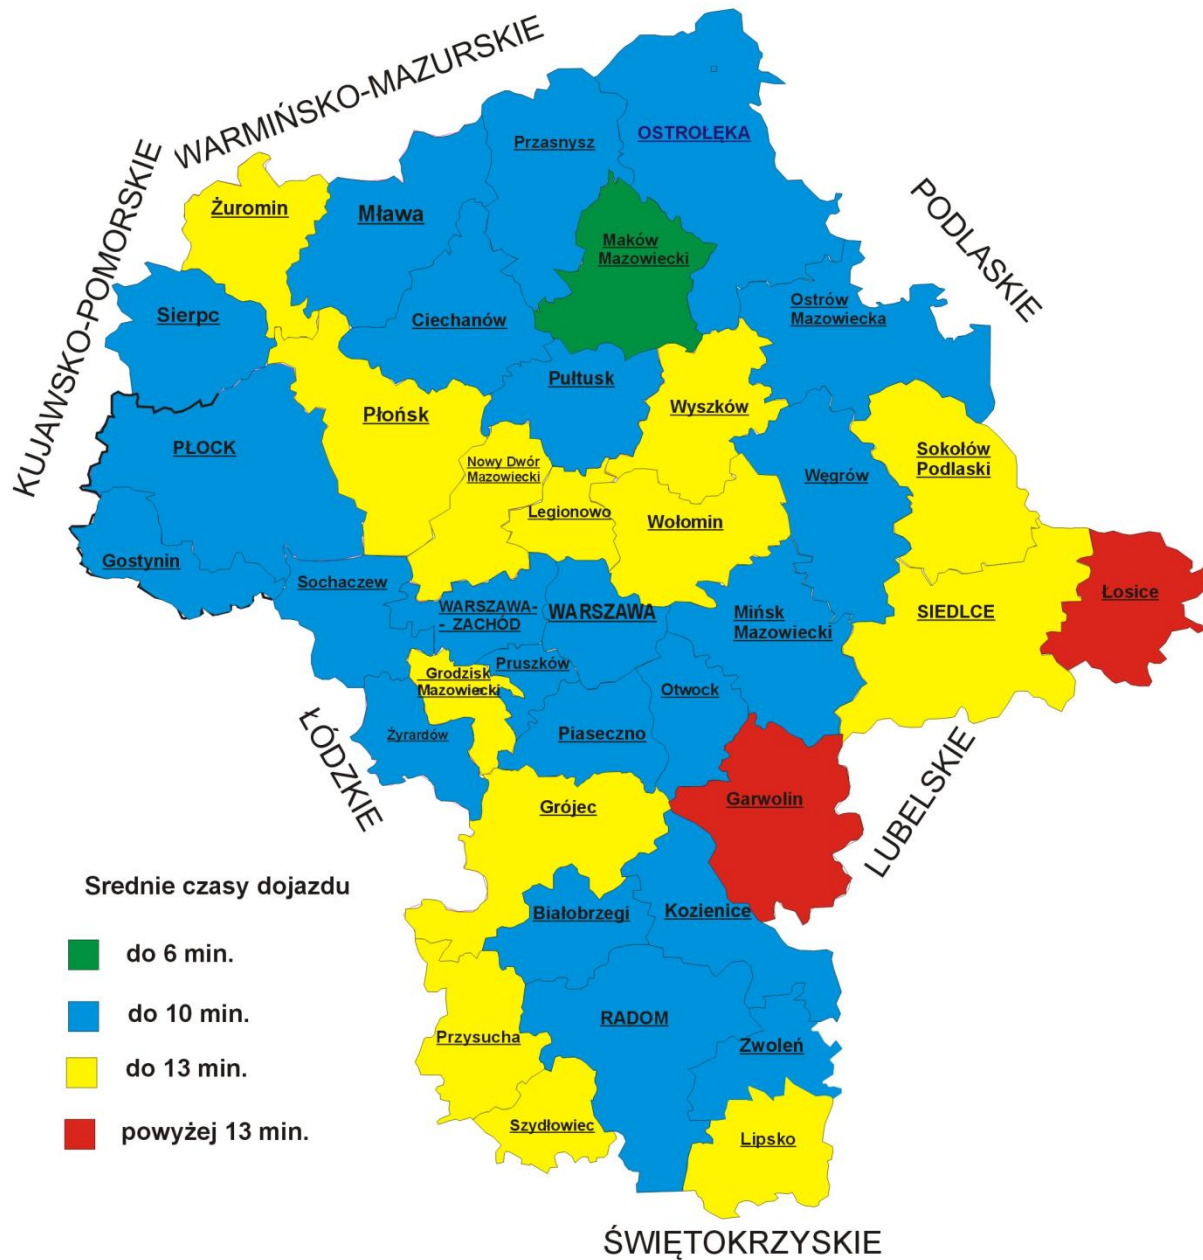 WARMIŃSKO-MAZURSKIE
KUJAWSKO-POMORSKIE
PODLASKIE
Przasnysz
OSTROŁĘKA
Żuromin
Mława
Maków
Mazowiecki
Sierpc
Ciechanów
Ostrów
Mazowiecka
Pułtusk
Wyszków
Płońsk
PŁOCK
Nowy Dwór
Mazowiecki
Węgrów
Sokołów
Podlaski
Legionowo
Wołomin
Gostynin
Sochaczew
WARSZAWA-
- ZACHÓD
WARSZAWA
Mińsk
Mazowiecki
SIEDLCE
Łosice
Grodzisk
Mazowiecki
Pruszków
Otwock
Żyrardów
Piaseczno
ŁÓDZKIE
LUBELSKIE
Grójec
Garwolin
Białobrzegi
Kozienice
Srednie czasy dojazdu
do 6 min.
do 10 min.
do 13 min.
powyżej 13 min.
RADOM
Przysucha
Zwoleń
Szydłowiec
Lipsko
ŚWIĘTOKRZYSKIE